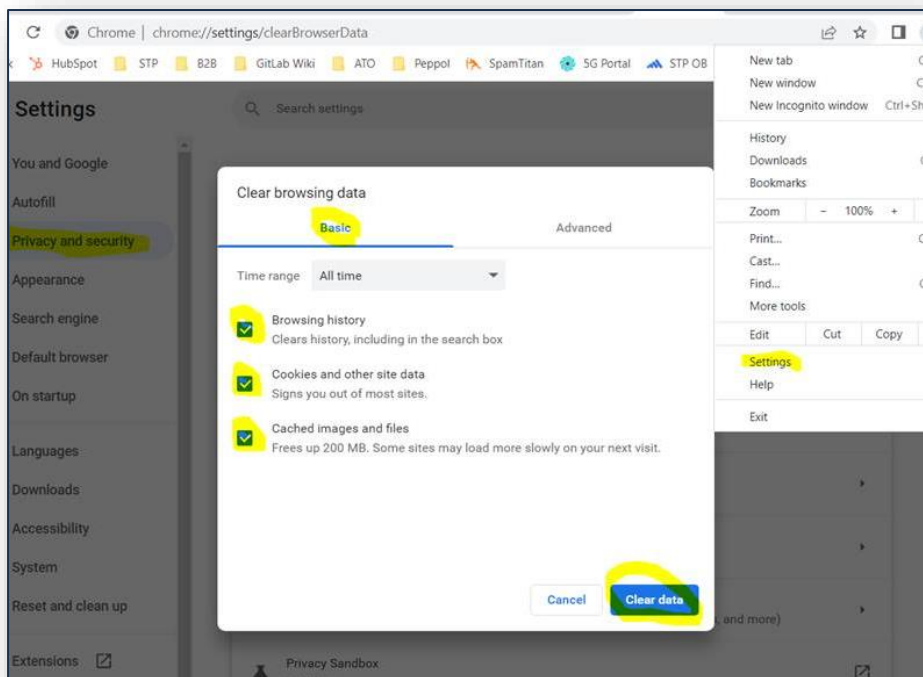 Chrome | chrome://settings/clearBrowserData
HubSpot STP B2B GitLab Wiki ATO Peppol SpamTitan SG Portal STP OB
Settings
Search settings
You and Google
Autofill
Privacy and security
Appearance
Search engine
Default browser
On startup
Languages
Downloads
Accessibility
System
Reset and clean up
Extensions
Clear browsing data
Basic Advanced
Time range All time
Browsing history
Clears history, including in the search box
Cookies and other site data
Signs you out of most sites.
Cached images and files
Frees up 200 MB. Some sites may load more slowly on your next visit.
Cancel Clear data
, and more)
Privacy Sandbox
New tab
New window
New Incognito window Ctrl+Sh
History
Downloads
Bookmarks
Zoom - 100% +
Print...
Cast...
Find...
More tools
Edit Cut Copy
Settings
Help
Exit